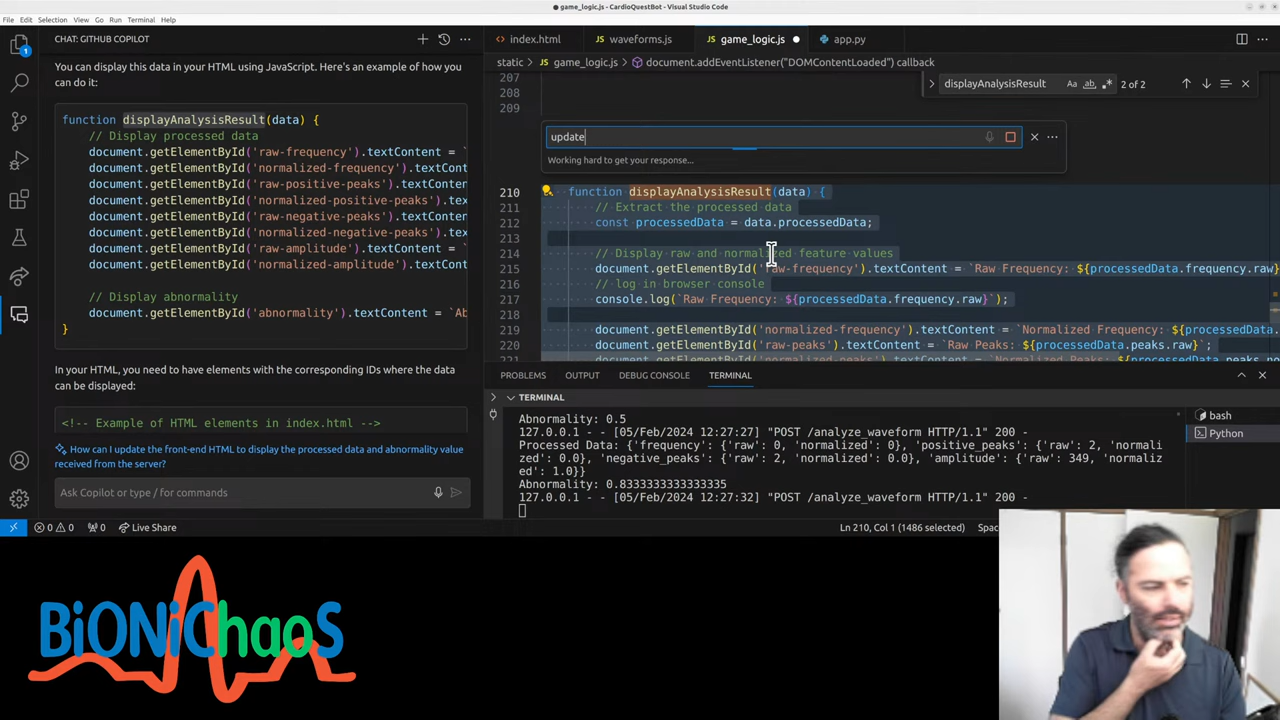 ● game_logic.js - CardioQuestBot - Visual Studio Code
File Edit Selection View Go Run Terminal Help
CHAT: GITHUB COPILOT
You can display this data in your HTML using JavaScript. Here's an example of how you
can do it:
function displayAnalysisResult(data) {
// Display processed data
document.getElementById('raw-frequency').textContent = `
document.getElementById('normalized-frequency').textContent =
document.getElementById('raw-positive-peaks').textContent =
document.getElementById('normalized-positive-peaks').textCont
document.getElementById('raw-negative-peaks').textContent =
document.getElementById('normalized-negative-peaks').textCont
document.getElementById('raw-amplitude').textContent = `
document.getElementById('normalized-amplitude').textContent =
// Display abnormality
document.getElementById('abnormality').textContent = `Ab
}
In your HTML, you need to have elements with the corresponding IDs where the data
can be displayed:
<!-- Example of HTML elements in index.html -->
How can I update the front-end HTML to display the processed data and abnormality value
received from the server?
Ask Copilot or type / for commands
1
index.html waveforms.js game_logic.js ● app.py
static > game_logic.js > document.addEventListener("DOMContentLoaded") callback
displayAnalysisResult Aa ab 2 of 2
207
208
209
update
Working hard to get your response...
210 function displayAnalysisResult(data) {
211 // Extract the processed data
212 const processedData = data.processedData;
213
214 // Display raw and normalized feature values
215 document.getElementById('raw-frequency').textContent = `Raw Frequency: ${processedData.frequency.raw}
216 // log in browser console
217 console.log(`Raw Frequency: ${processedData.frequency.raw}`);
218
219 document.getElementById('normalized-frequency').textContent = `Normalized Frequency: ${processedData.
220 document.getElementById('raw-peaks').textContent = `Raw Peaks: ${processedData.peaks.raw}`;
PROBLEMS OUTPUT DEBUG CONSOLE TERMINAL
TERMINAL
Abnormality: 0.5
127.0.0.1 - - [05/Feb/2024 12:27:27] "POST /analyze_waveform HTTP/1.1" 200 -
Processed Data: {'frequency': {'raw': 0, 'normalized': 0}, 'positive_peaks': {'raw': 2, 'normali
zed': 0.0}, 'negative_peaks': {'raw': 2, 'normalized': 0.0}, 'amplitude': {'raw': 349, 'normaliz
ed': 1.0}}
Abnormality: 0.8333333333333335
127.0.0.1 - - [05/Feb/2024 12:27:32] "POST /analyze_waveform HTTP/1.1" 200 -
bash
Python
0 0 0 Live Share
Ln 210, Col 1 (1486 selected)
BiONiChaoS